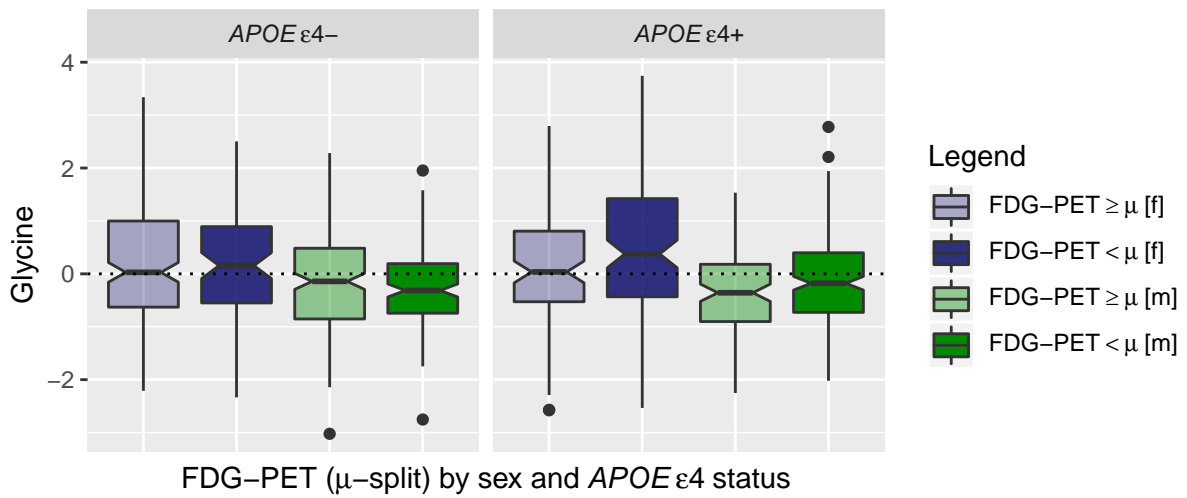 APOE ε4− APOE ε4+
4
2
0
−2
Glycine
FDG−PET (μ−split) by sex and APOE ε4 status
Legend
FDG−PET ≥ μ [f]
FDG−PET < μ [f]
FDG−PET ≥ μ [m]
FDG−PET < μ [m]